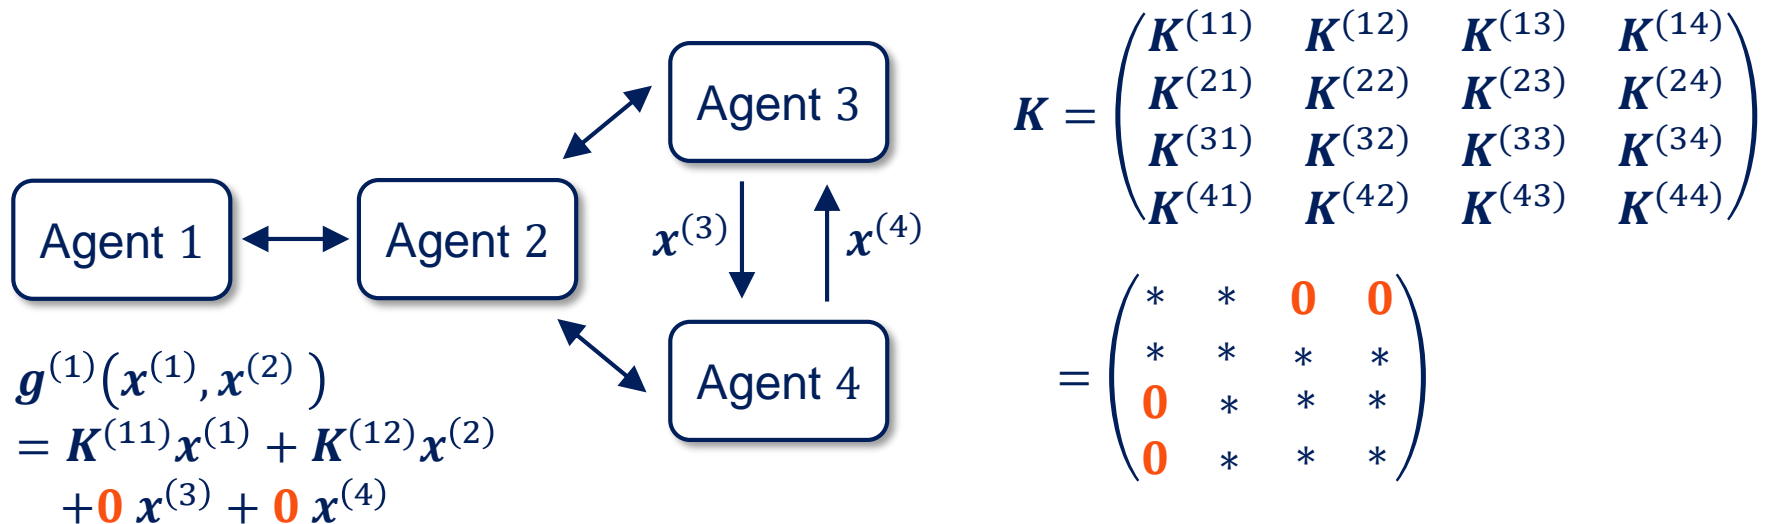 Agent 1
Agent 2
Agent 3
Agent 4
x^(3)
x^(4)
g^(1)(x^(1), x^(2))
= K^(11)x^(1) + K^(12)x^(2)
+0 x^(3) + 0 x^(4)
K =
K^(11) K^(12) K^(13) K^(14)
K^(21) K^(22) K^(23) K^(24)
K^(31) K^(32) K^(33) K^(34)
K^(41) K^(42) K^(43) K^(44)
=
* * 0 0
* * * *
0 * * *
0 * * *